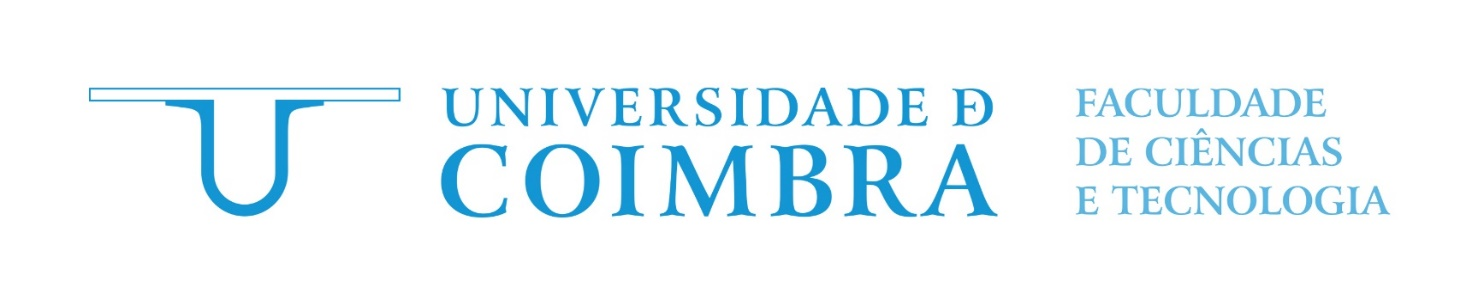 UNIVERSIDADE Ð
COIMBRA
FACULDADE
DE CIÊNCIAS
E TECNOLOGIA